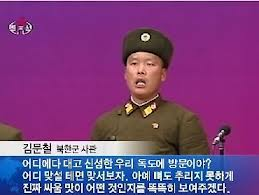 김문철 북한군 사관
어디에다 대고 신성한 우리 독도에 방문이야?
어디 맞설 테면 맞서보자, 아예 뼈도 추리지 못하게
진짜 싸움 맛이 어떤 것인지를 똑똑히 보여주겠다.